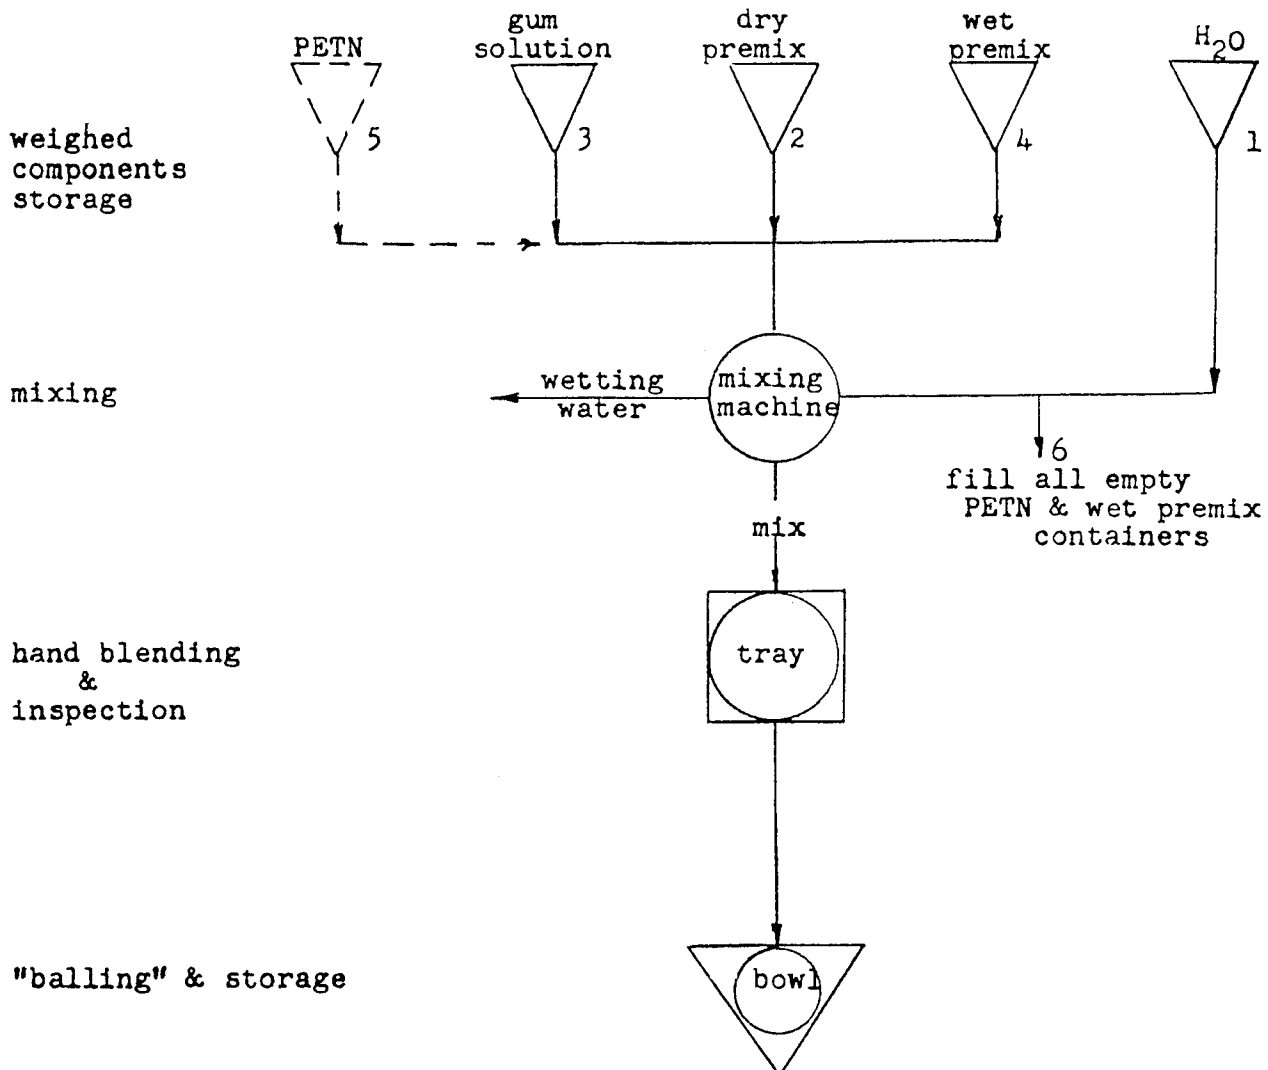 PETN
gum
solution
dry
premix
wet
premix
H2O
5
3
2
4
1
weighed
components
storage
mixing
wetting
water
mixing
machine
6
fill all empty
PETN & wet premix
containers
mix
hand blending
&
inspection
tray
"balling" & storage
bowl